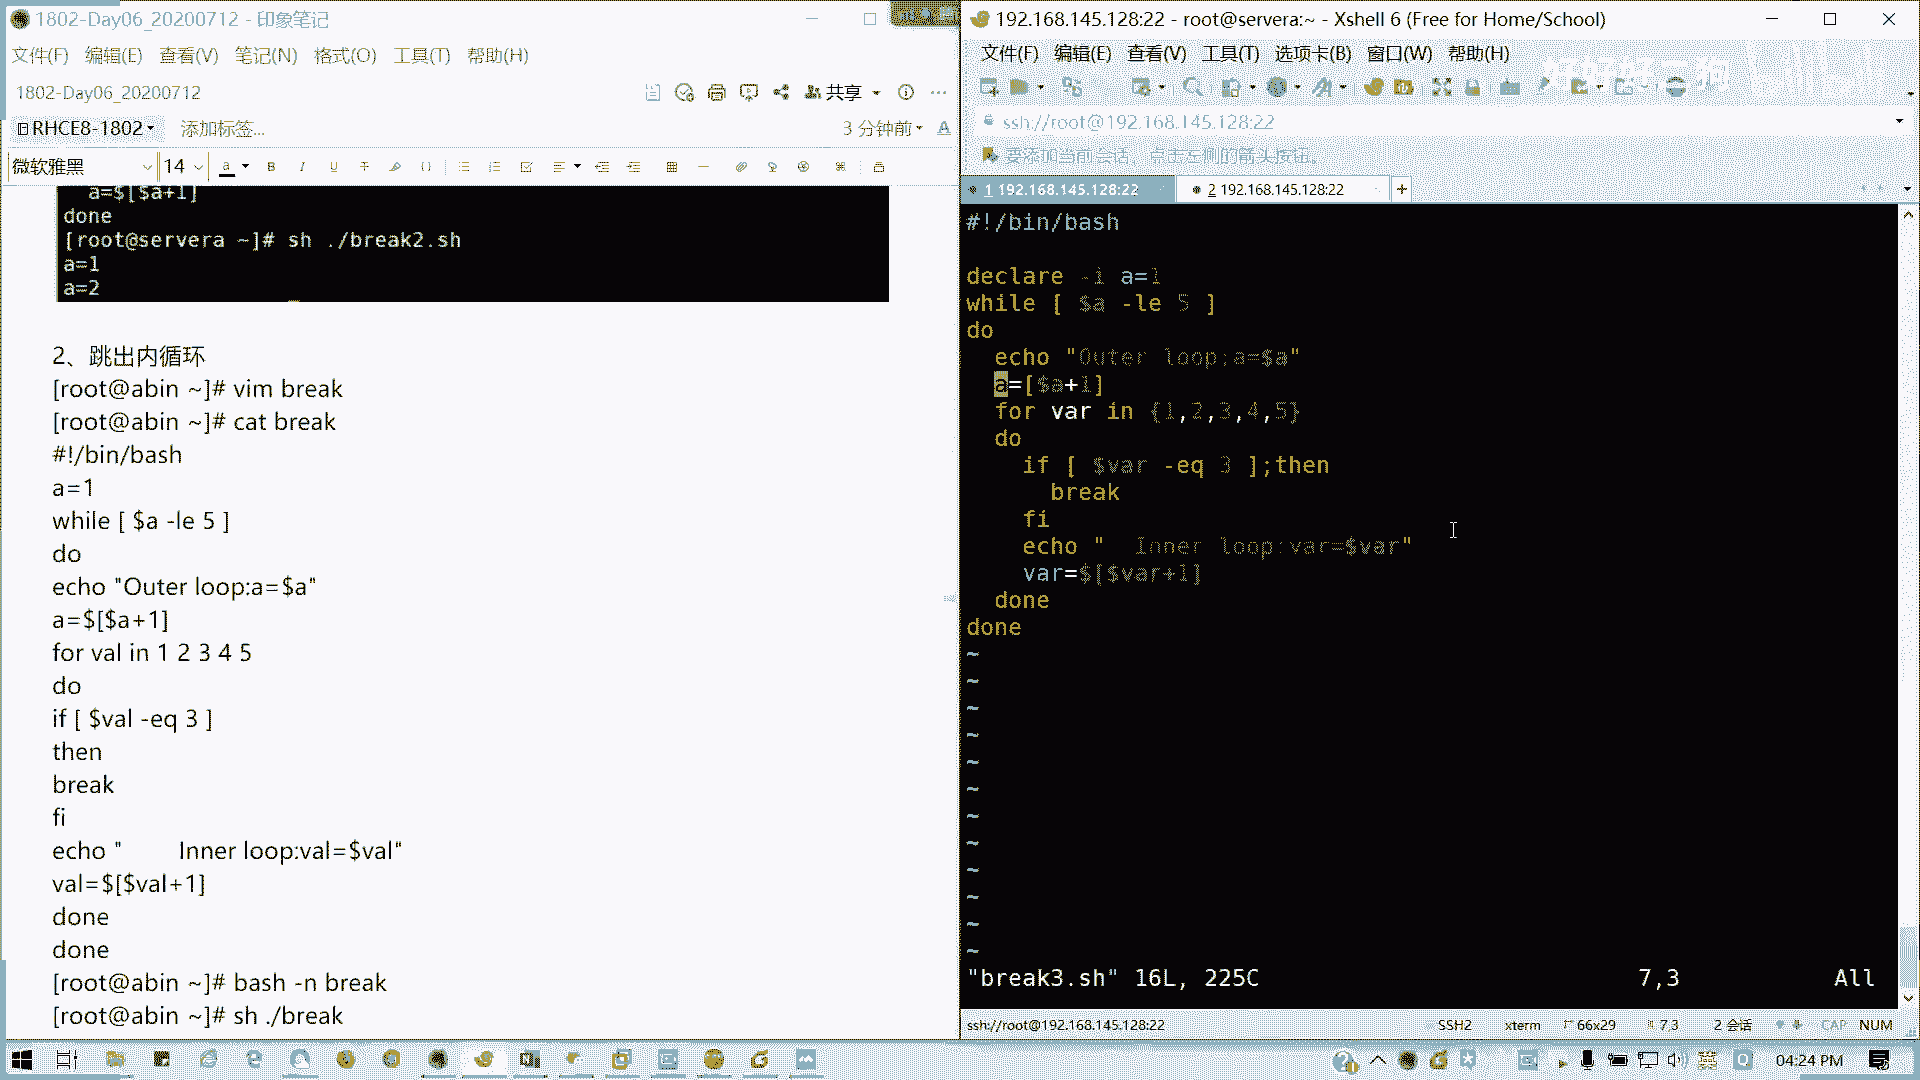 1802-Day06_20200712 - 印象笔记
文件(F) 编辑(E) 查看(V) 笔记(N) 格式(O) 工具(T) 帮助(H)
1802-Day06_20200712
共享
RHCE8-1802
添加标签...
3 分钟前
微软雅黑
14
a=$[$a+1]
done
[root@servera ~]# sh ./break2.sh
a=1
a=2
2、跳出内循环
[root@abin ~]# vim break
[root@abin ~]# cat break
#!/bin/bash
a=1
while [ $a -le 5 ]
do
echo "Outer loop:a=$a"
a=$[$a+1]
for val in 1 2 3 4 5
do
if [ $val -eq 3 ]
then
break
fi
echo "        Inner loop:val=$val"
val=$[$val+1]
done
done
[root@abin ~]# bash -n break
[root@abin ~]# sh ./break
192.168.145.128:22 - root@servera:~ - Xshell 6 (Free for Home/School)
文件(F) 编辑(E) 查看(V) 工具(T) 选项卡(B) 窗口(W) 帮助(H)
ssh://root@192.168.145.128:22
要添加当前会话，点击左侧的箭头按钮。
1 192.168.145.128:22
2 192.168.145.128:22
#!/bin/bash
declare -i a=1
while [ $a -le 5 ]
do
  echo "Outer loop:a=$a"
  a=[$a+1]
  for var in {1,2,3,4,5}
  do
    if [ $var -eq 3 ];then
      break
    fi
    echo "  Inner loop:var=$var"
    var=$[$var+1]
  done
done
~
~
~
~
~
~
~
~
~
~
~
~
"break3.sh" 16L, 225C 7,3 All
ssh://root@192.168.145.128:22 SSH2 xterm 66x29 7,3 2 会话 CAP NUM
英
04:24 PM